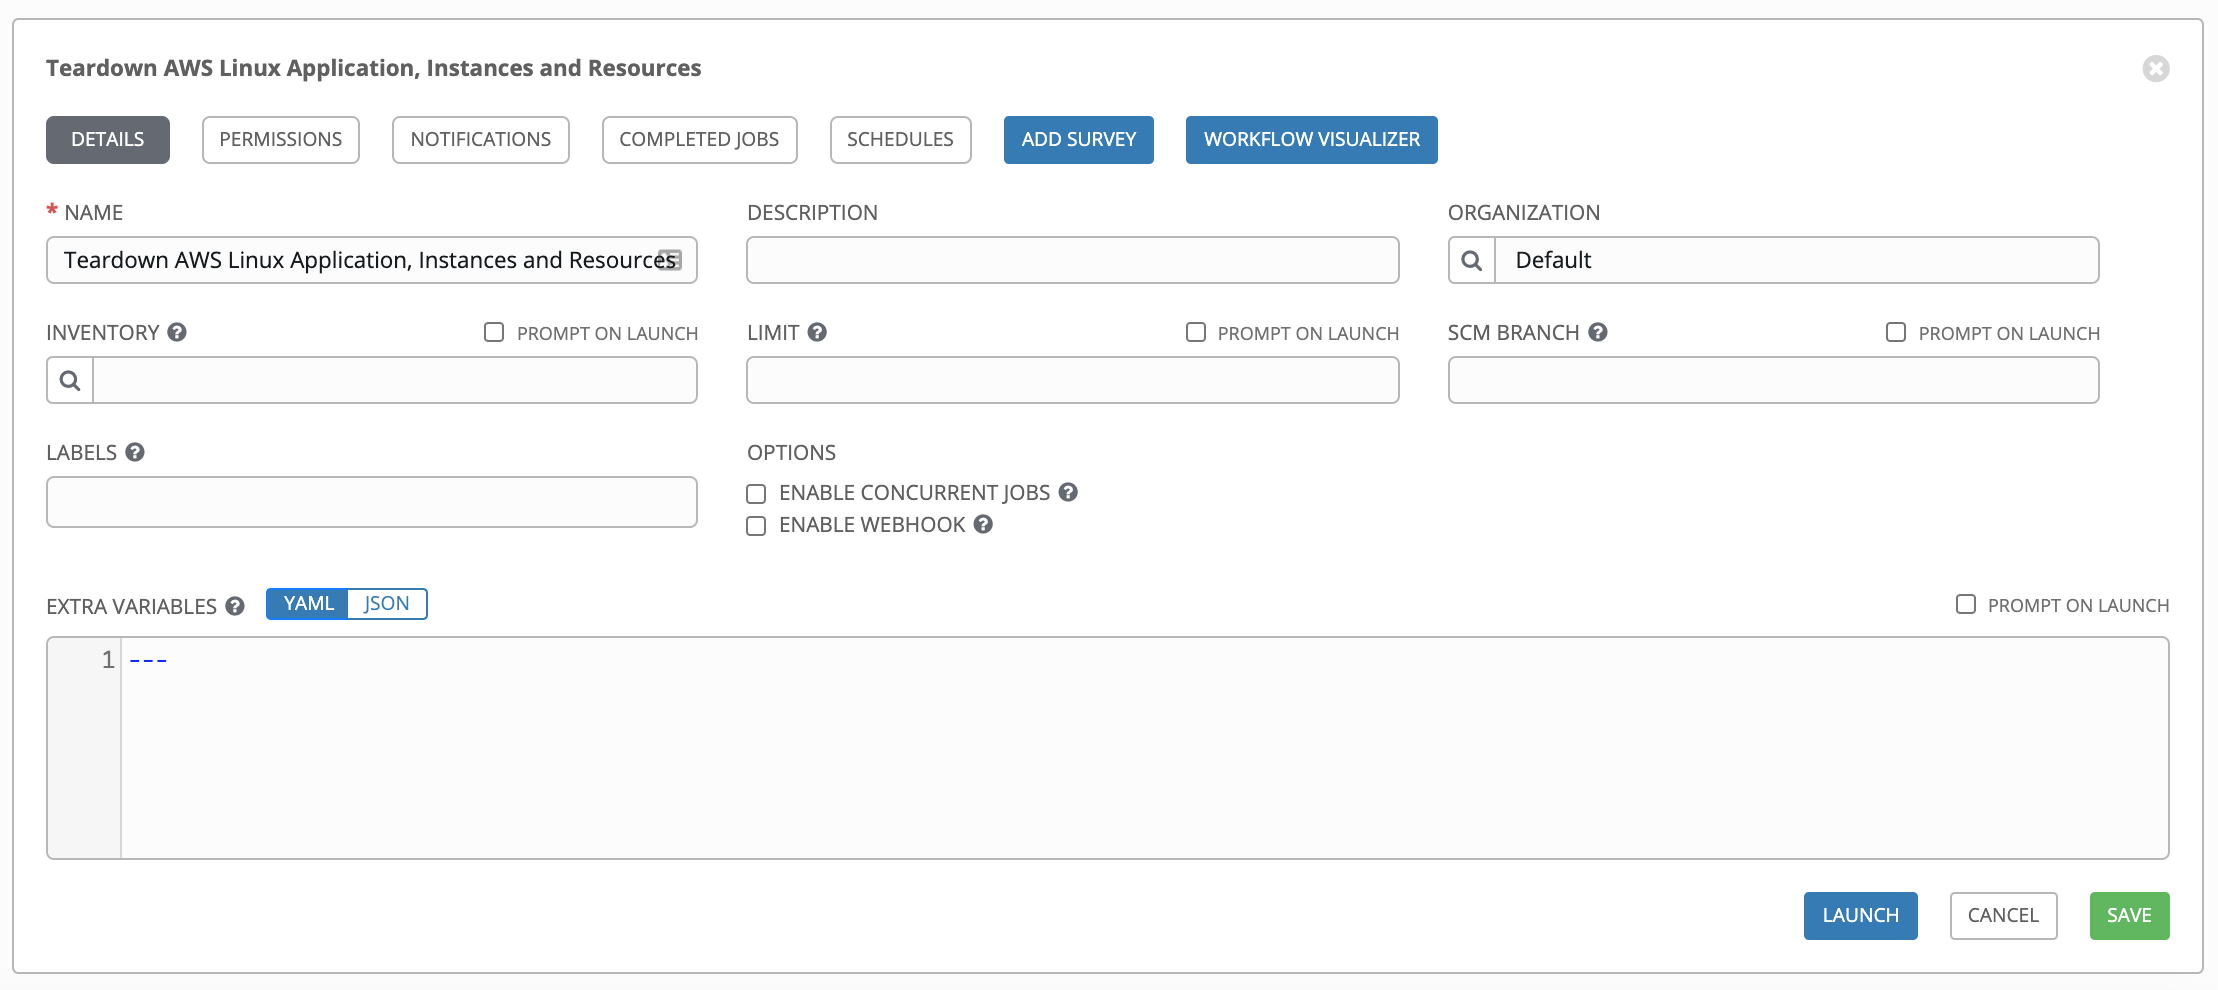 Teardown AWS Linux Application, Instances and Resources
DETAILS PERMISSIONS NOTIFICATIONS COMPLETED JOBS SCHEDULES ADD SURVEY WORKFLOW VISUALIZER
* NAME DESCRIPTION ORGANIZATION
Teardown AWS Linux Application, Instances and Resources Default
INVENTORY ? PROMPT ON LAUNCH LIMIT ? PROMPT ON LAUNCH SCM BRANCH ? PROMPT ON LAUNCH
LABELS ? OPTIONS
ENABLE CONCURRENT JOBS ?
ENABLE WEBHOOK ?
EXTRA VARIABLES ? YAML JSON PROMPT ON LAUNCH
1 ---
LAUNCH CANCEL SAVE